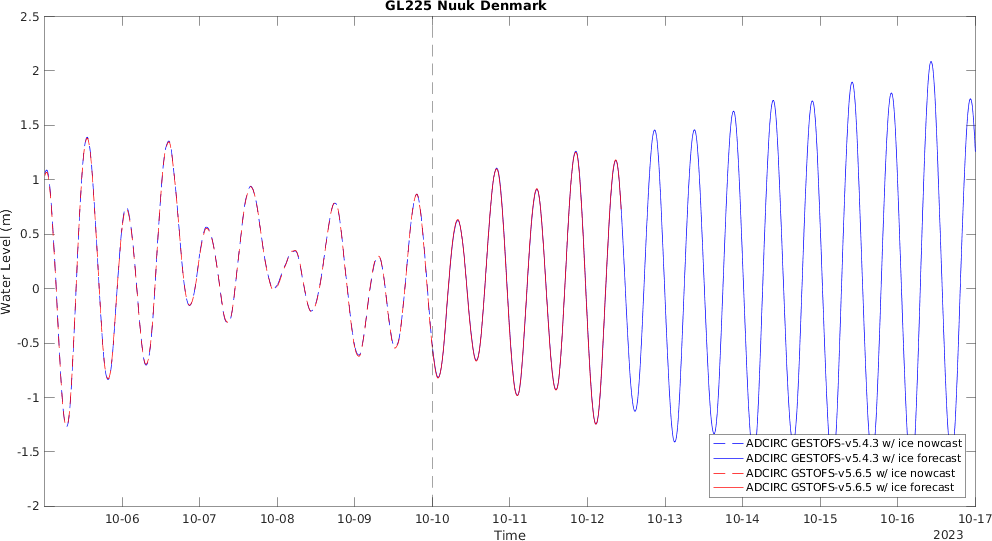 GL225 Nuuk Denmark
2.5
2
1.5
1
0.5
0
-0.5
-1
-1.5
-2
Water Level (m)
ADCIRC GESTOFS-v5.4.3 w/ ice nowcast
ADCIRC GESTOFS-v5.4.3 w/ ice forecast
ADCIRC GSTOFS-v5.6.5 w/ ice nowcast
ADCIRC GSTOFS-v5.6.5 w/ ice forecast
10-06 10-07 10-08 10-09 10-10 10-11 10-12 10-13 10-14 10-15 10-16 10-17
Time
2023